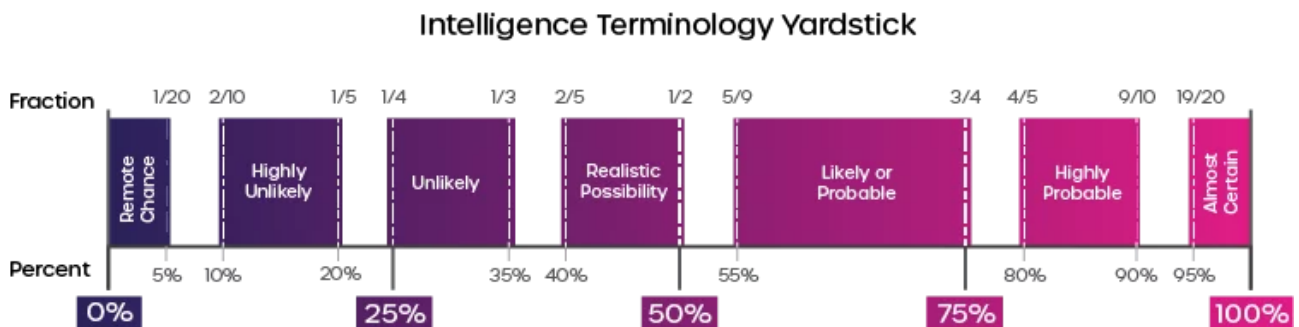 Intelligence Terminology Yardstick
Fraction 1/20 2/10 1/5 1/4 1/3 2/5 1/2 5/9 3/4 4/5 9/10 19/20
Remote
Chance
Highly
Unlikely
Unlikely
Realistic
Possibility
Likely or
Probable
Highly
Probable
Almost
Certain
Percent 5% 10% 20% 35% 40% 55% 80% 90% 95%
0% 25% 50% 75% 100%